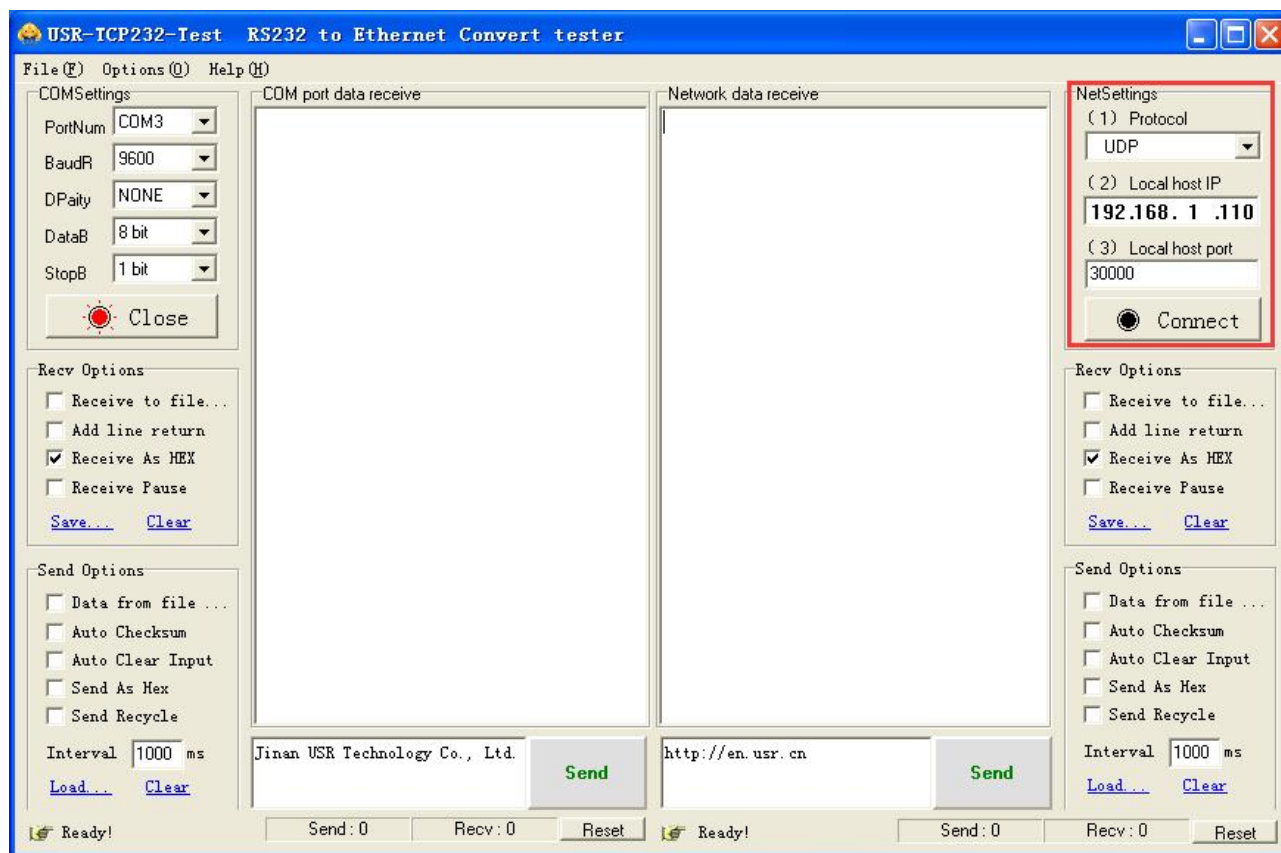 USR-TCP232-Test RS232 to Ethernet Convert tester
File(F) Options(O) Help(H)
COMSettings
PortNum COM3
BaudR 9600
DPaity NONE
DataB 8 bit
StopB 1 bit
Close
Recv Options
Receive to file...
Add line return
Receive As HEX
Receive Pause
Save... Clear
Send Options
Data from file ...
Auto Checksum
Auto Clear Input
Send As Hex
Send Recycle
Interval 1000 ms
Load... Clear
COM port data receive
Jinan USR Technology Co., Ltd.
Send
Network data receive
http://en.usr.cn
Send
NetSettings
(1) Protocol
UDP
(2) Local host IP
192.168. 1 .110
(3) Local host port
30000
Connect
Recv Options
Receive to file...
Add line return
Receive As HEX
Receive Pause
Save... Clear
Send Options
Data from file ...
Auto Checksum
Auto Clear Input
Send As Hex
Send Recycle
Interval 1000 ms
Load... Clear
Ready! Send : 0 Recv : 0 Reset Ready! Send : 0 Recv : 0 Reset